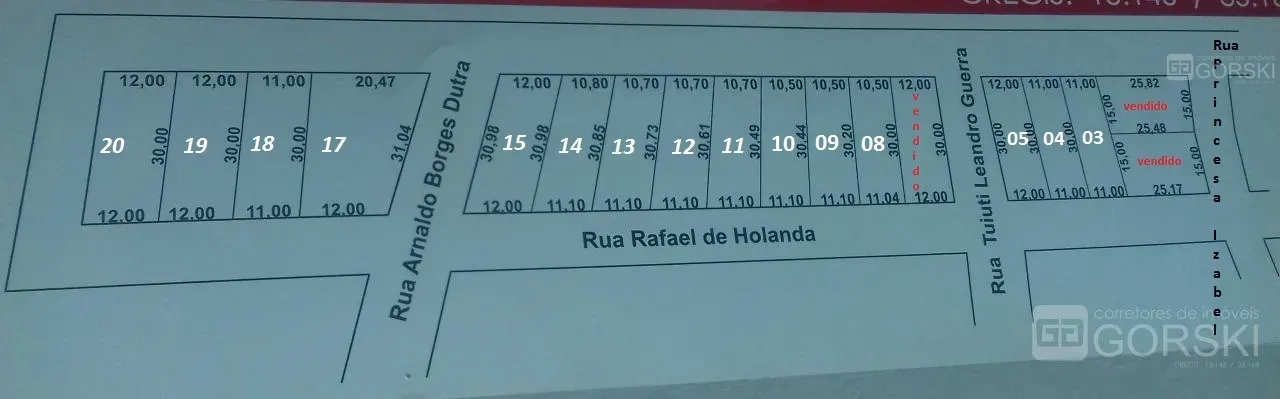 12,00 12,00 11,00 20,47
20 30,00 19 30,00 18 30,00 17 31,04
12,00 12,00 11,00 12,00
Rua Arnaldo Borges Dutra
12,00 10,80 10,70 10,70 10,70 10,50 10,50 10,50 12,00
30,98 15 30,98 14 30,85 13 30,73 12 30,61 11 30,49 10 30,44 09 30,20 08 vendido 30,00
12,00 11,10 11,10 11,10 11,10 11,10 11,10 11,04 12,00
Rua Rafael de Holanda
Rua Tuiuti Leandro Guerra
12,00 11,00 11,00 25,82
30,00 05 30,00 04 30,00 03
15,00 vendido 15,00
25,48
15,00 vendido 15,00
12,00 11,00 11,00 25,17
Rua Princesa Izabel
GORSKI
corretores de imóveis
GORSKI